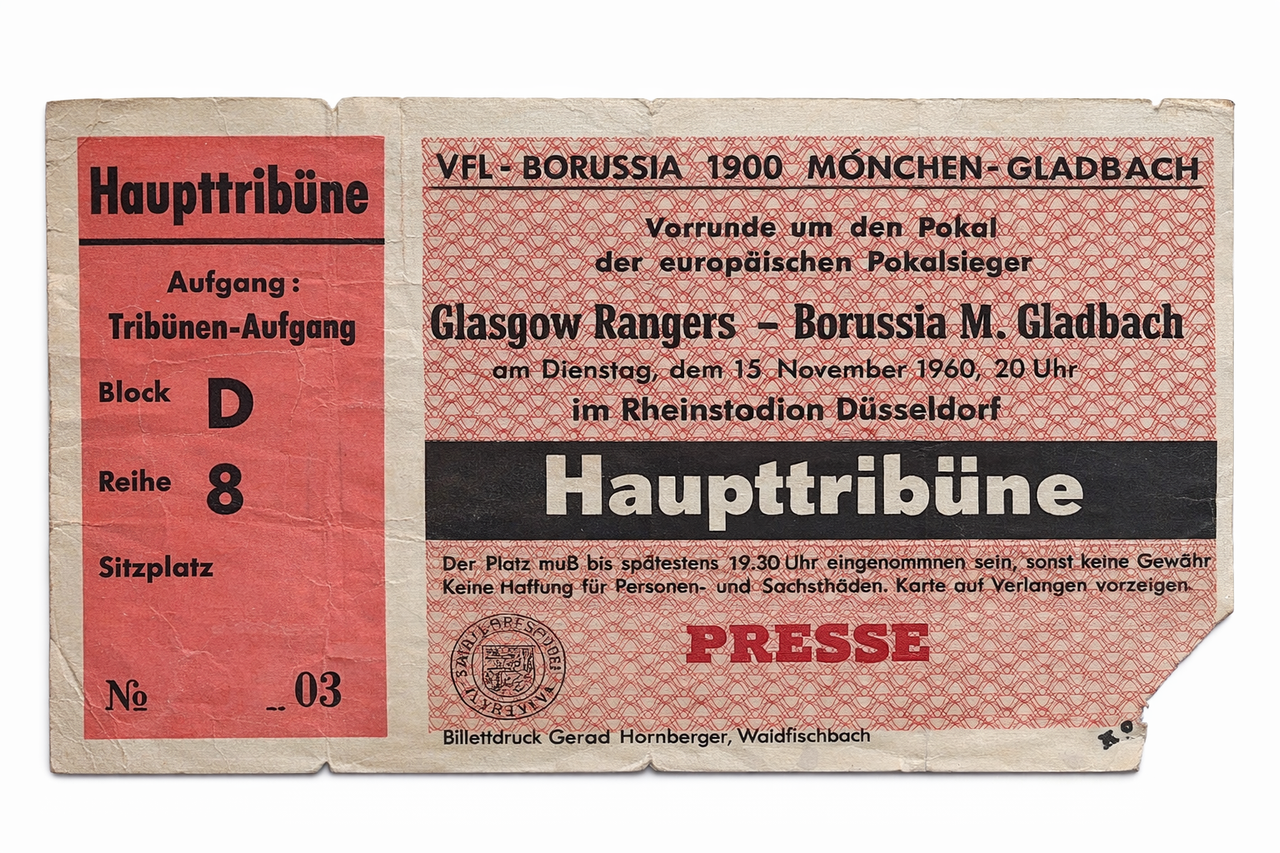 Haupttribüne
Aufgang:
Tribünen-Aufgang
Block D
Reihe 8
Sitzplatz
№ 03
VFL - BORUSSIA 1900 MÓNCHEN-GLADBACH
Vorrunde um den Pokal
der europäischen Pokalsieger
Glasgow Rangers – Borussia M. Gladbach
am Dienstag, dem 15 November 1960, 20 Uhr
im Rheinstodion Düsseldorf
Haupttribüne
Der Platz muß bis spätestens 19.30 Uhr eingenommnen sein, sonst keine Gewähr
Keine Haffung für Personen- und Sachsthäden. Karte auf Verlangen vorzeigen.
PRESSE
Billettdruck Gerad Hornberger, Waidfischbach